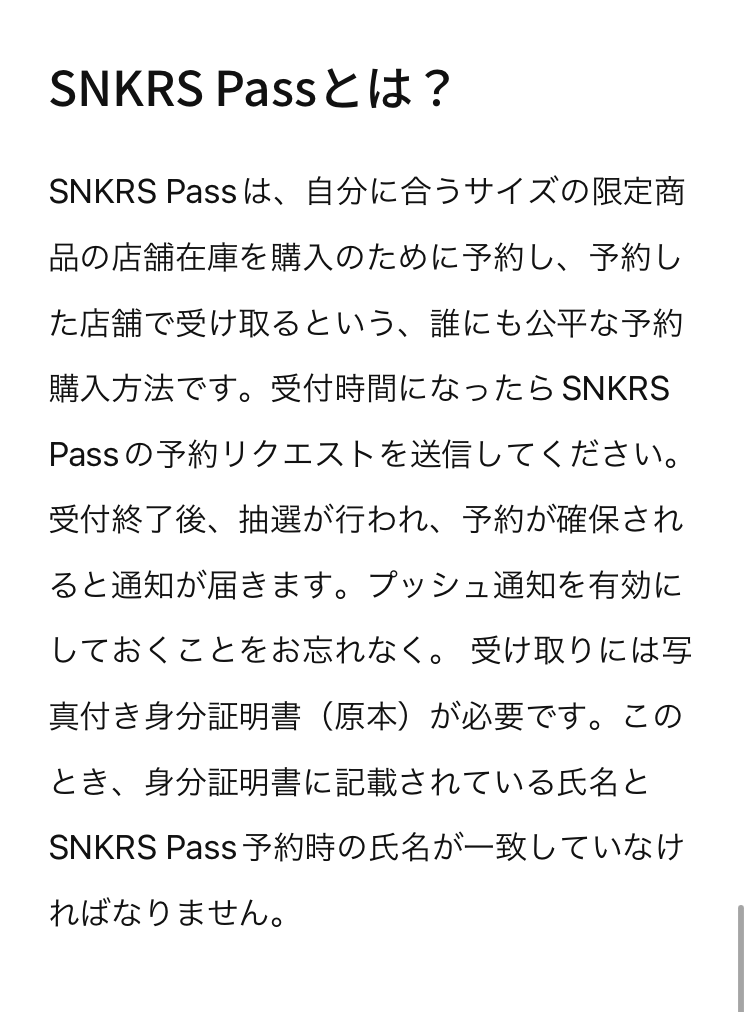 SNKRS Passとは？
SNKRS Passは、自分に合うサイズの限定商
品の店舗在庫を購入のために予約し、予約し
た店舗で受け取るという、誰にも公平な予約
購入方法です。受付時間になったらSNKRS
Passの予約リクエストを送信してください。
受付終了後、抽選が行われ、予約が確保され
ると通知が届きます。プッシュ通知を有効に
しておくことをお忘れなく。 受け取りには写
真付き身分証明書（原本）が必要です。この
とき、身分証明書に記載されている氏名と
SNKRS Pass予約時の氏名が一致していなけ
ればなりません。